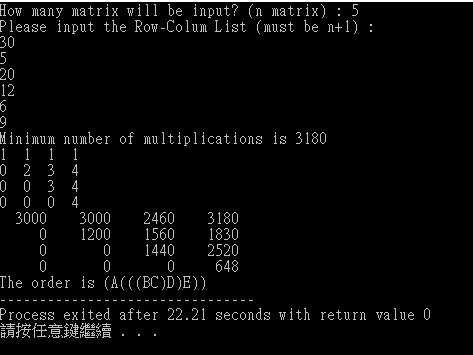 How many matrix will be input? (n matrix) : 5
Please input the Row-Colum List (must be n+1) :
30
5
20
12
6
9
Minimum number of multiplications is 3180
1 1 1 1
0 2 3 4
0 0 3 4
0 0 0 4
3000 3000 2460 3180
0 1200 1560 1830
0 0 1440 2520
0 0 0 648
The order is (A(((BC)D)E))
--------------------------------
Process exited after 22.21 seconds with return value 0
請按任意鍵繼續 . . .